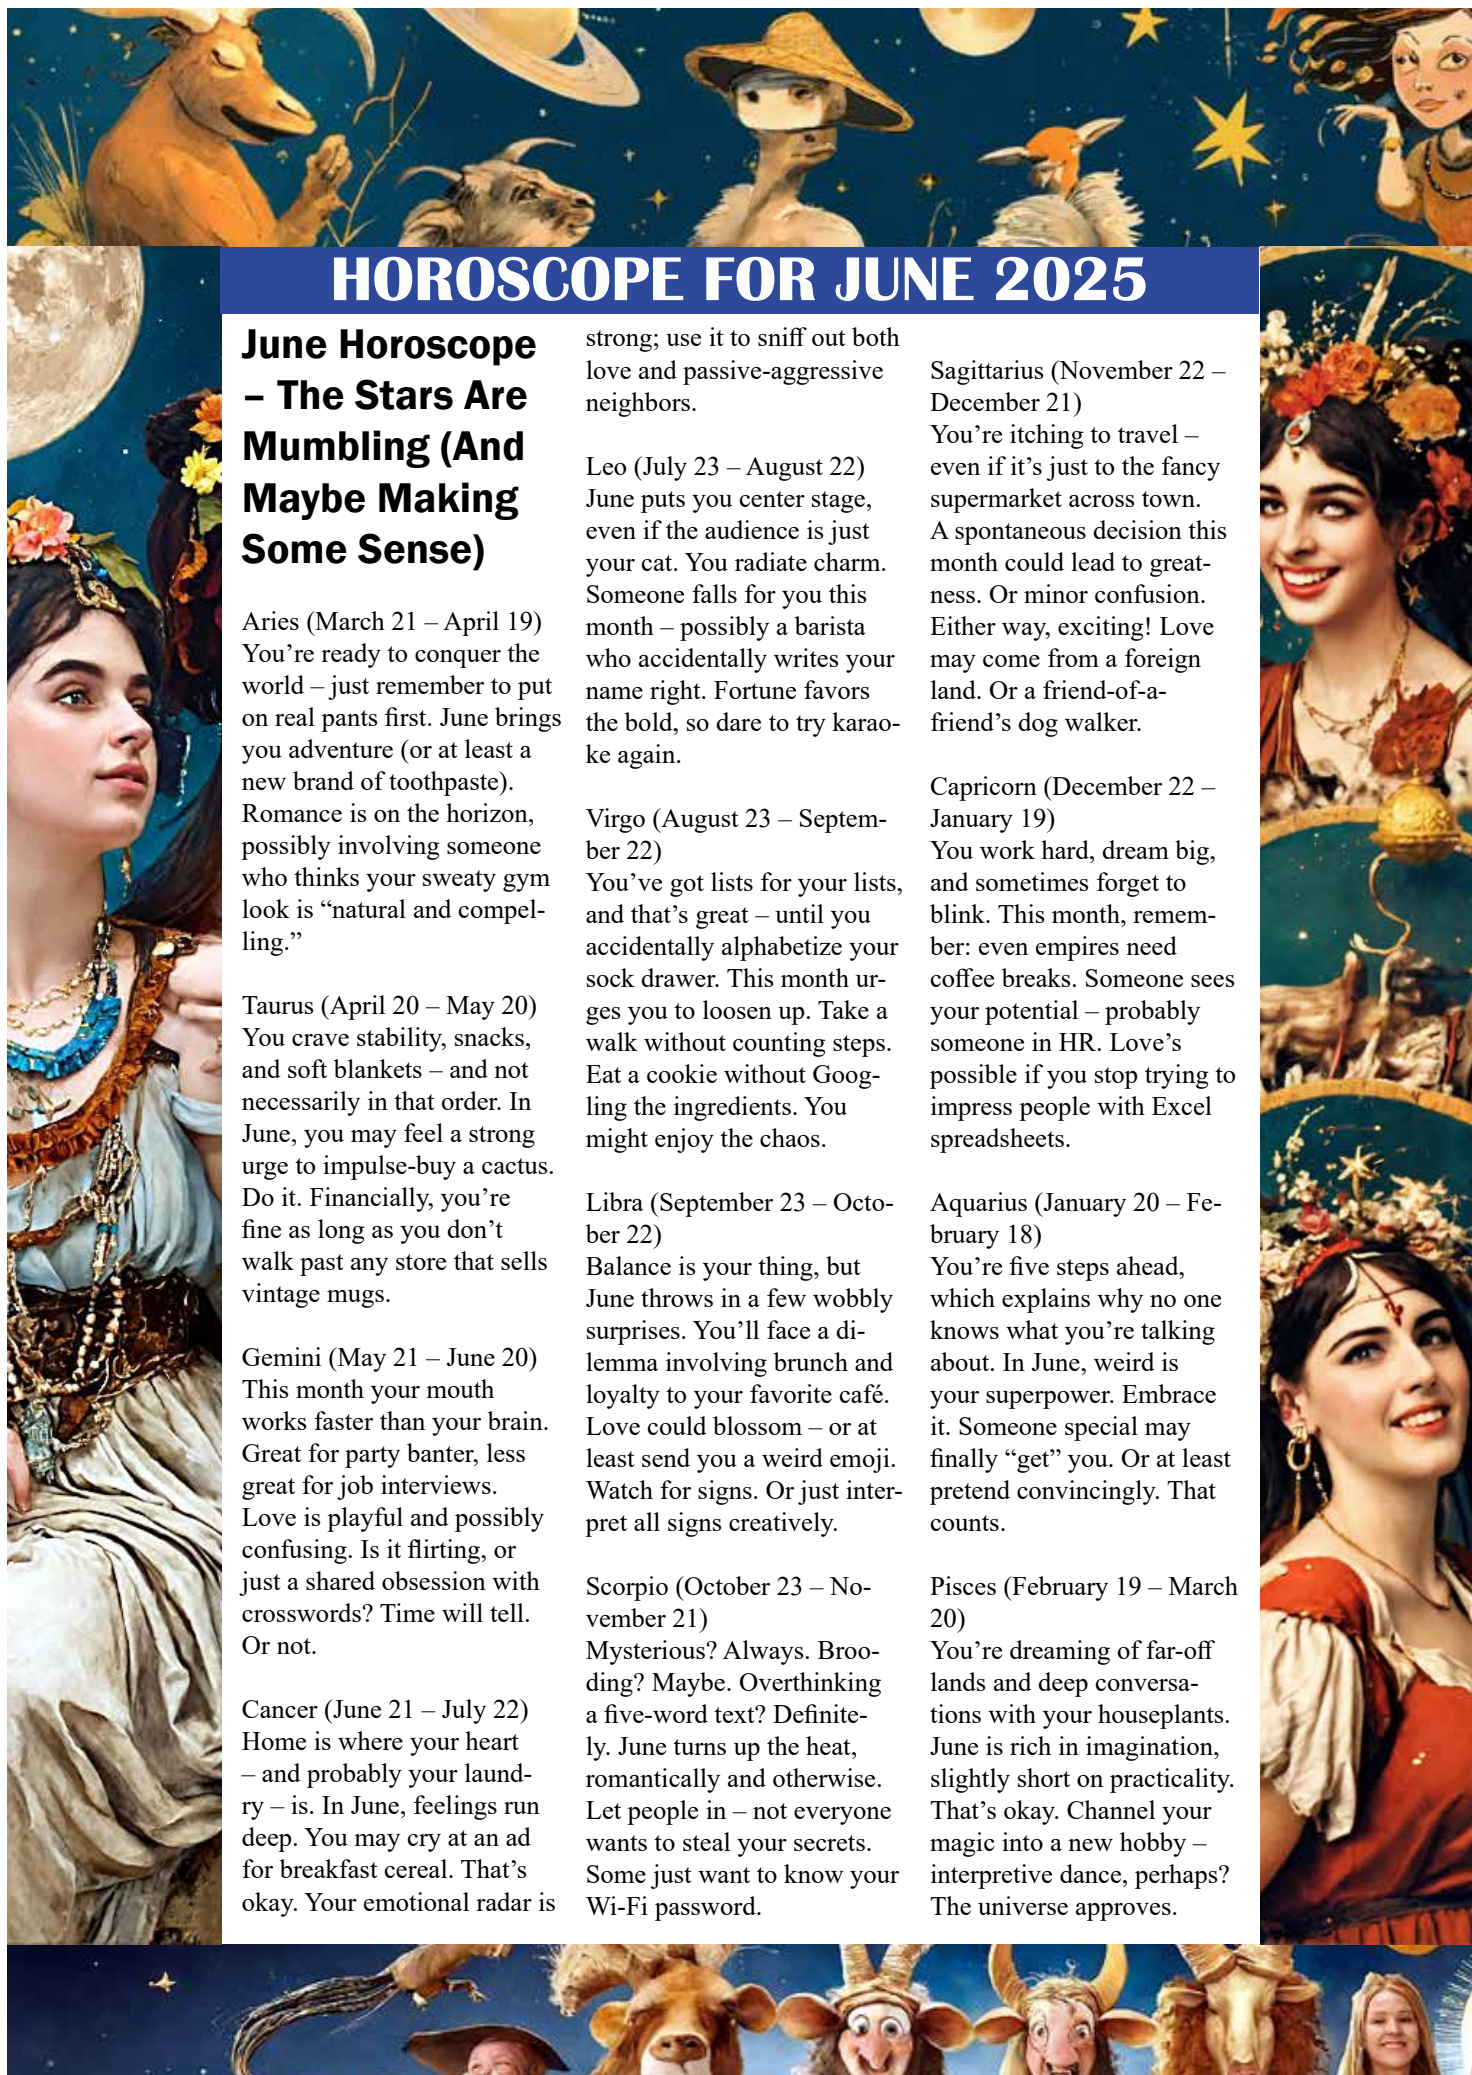 HOROSCOPE FOR JUNE 2025
June Horoscope
– The Stars Are
Mumbling (And
Maybe Making
Some Sense)
Aries (March 21 – April 19)
You’re ready to conquer the
world – just remember to put
on real pants first. June brings
you adventure (or at least a
new brand of toothpaste).
Romance is on the horizon,
possibly involving someone
who thinks your sweaty gym
look is “natural and compel-
ling.”
Taurus (April 20 – May 20)
You crave stability, snacks,
and soft blankets – and not
necessarily in that order. In
June, you may feel a strong
urge to impulse-buy a cactus.
Do it. Financially, you’re
fine as long as you don’t
walk past any store that sells
vintage mugs.
Gemini (May 21 – June 20)
This month your mouth
works faster than your brain.
Great for party banter, less
great for job interviews.
Love is playful and possibly
confusing. Is it flirting, or
just a shared obsession with
crosswords? Time will tell.
Or not.
Cancer (June 21 – July 22)
Home is where your heart
– and probably your laund-
ry – is. In June, feelings run
deep. You may cry at an ad
for breakfast cereal. That’s
okay. Your emotional radar is
strong; use it to sniff out both
love and passive-aggressive
neighbors.
Leo (July 23 – August 22)
June puts you center stage,
even if the audience is just
your cat. You radiate charm.
Someone falls for you this
month – possibly a barista
who accidentally writes your
name right. Fortune favors
the bold, so dare to try karao-
ke again.
Virgo (August 23 – Septem-
ber 22)
You’ve got lists for your lists,
and that’s great – until you
accidentally alphabetize your
sock drawer. This month ur-
ges you to loosen up. Take a
walk without counting steps.
Eat a cookie without Goog-
ling the ingredients. You
might enjoy the chaos.
Libra (September 23 – Octo-
ber 22)
Balance is your thing, but
June throws in a few wobbly
surprises. You’ll face a di-
lemma involving brunch and
loyalty to your favorite café.
Love could blossom – or at
least send you a weird emoji.
Watch for signs. Or just inter-
pret all signs creatively.
Scorpio (October 23 – No-
vember 21)
Mysterious? Always. Broo-
ding? Maybe. Overthinking
a five-word text? Definite-
ly. June turns up the heat,
romantically and otherwise.
Let people in – not everyone
wants to steal your secrets.
Some just want to know your
Wi-Fi password.
Sagittarius (November 22 –
December 21)
You’re itching to travel –
even if it’s just to the fancy
supermarket across town.
A spontaneous decision this
month could lead to great-
ness. Or minor confusion.
Either way, exciting! Love
may come from a foreign
land. Or a friend-of-a-
friend’s dog walker.
Capricorn (December 22 –
January 19)
You work hard, dream big,
and sometimes forget to
blink. This month, remem-
ber: even empires need
coffee breaks. Someone sees
your potential – probably
someone in HR. Love’s
possible if you stop trying to
impress people with Excel
spreadsheets.
Aquarius (January 20 – Fe-
bruary 18)
You’re five steps ahead,
which explains why no one
knows what you’re talking
about. In June, weird is
your superpower. Embrace
it. Someone special may
finally “get” you. Or at least
pretend convincingly. That
counts.
Pisces (February 19 – March
20)
You’re dreaming of far-off
lands and deep conversa-
tions with your houseplants.
June is rich in imagination,
slightly short on practicality.
That’s okay. Channel your
magic into a new hobby –
interpretive dance, perhaps?
The universe approves.